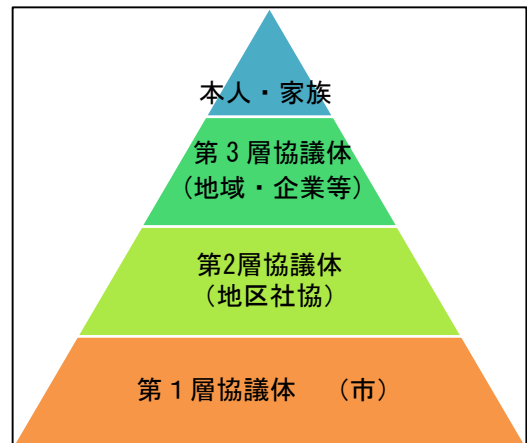 本人・家族
第３層協議体
（地域・企業等）
第2層協議体
（地区社協）
第１層協議体　（市）